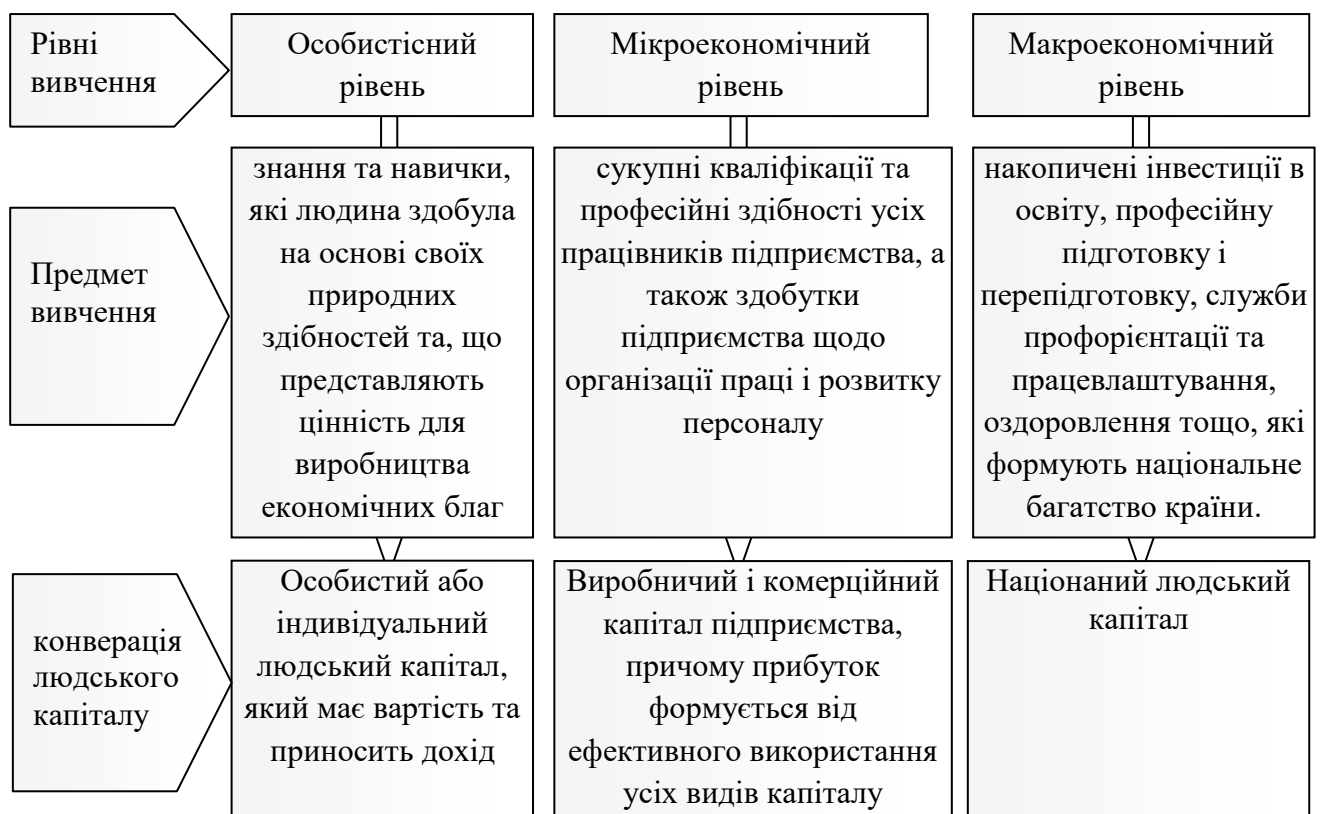 Рівні
вивчення
Особистісний
рівень
Мікроекономічний
рівень
Макроекономічний
рівень
Предмет
вивчення
знання та навички,
які людина здобула
на основі своїх
природних
здібностей та, що
представляють
цінність для
виробництва
економічних благ
сукупні кваліфікації та
професійні здібності усіх
працівників підприємства, а
також здобутки
підприємства щодо
організації праці і розвитку
персоналу
накопичені інвестиції в
освіту, професійну
підготовку і
перепідготовку, служби
профорієнтації та
працевлаштування,
оздоровлення тощо, які
формують національне
багатство країни.
конверація
людського
капіталу
Особистий або
індивідуальний
людський капітал,
який має вартість та
приносить дохід
Виробничий і комерційний
капітал підприємства,
причому прибуток
формується від
ефективного використання
усіх видів капіталу
Націонаний людський
капітал